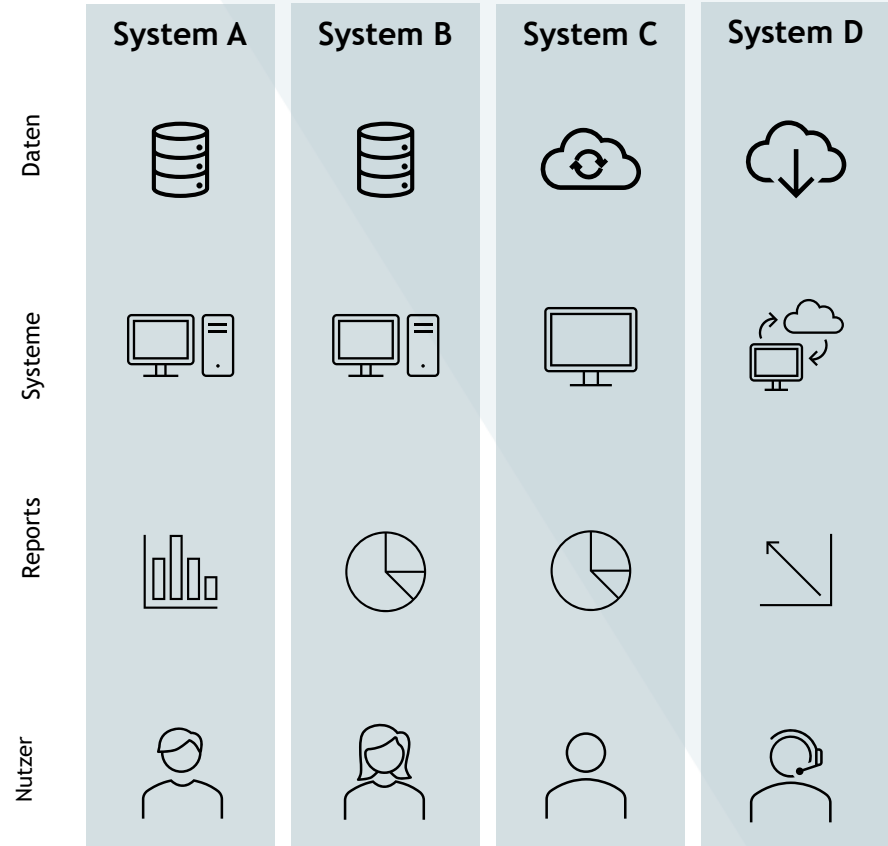 System A
System B
System C
System D
Daten
Systeme
Reports
Nutzer